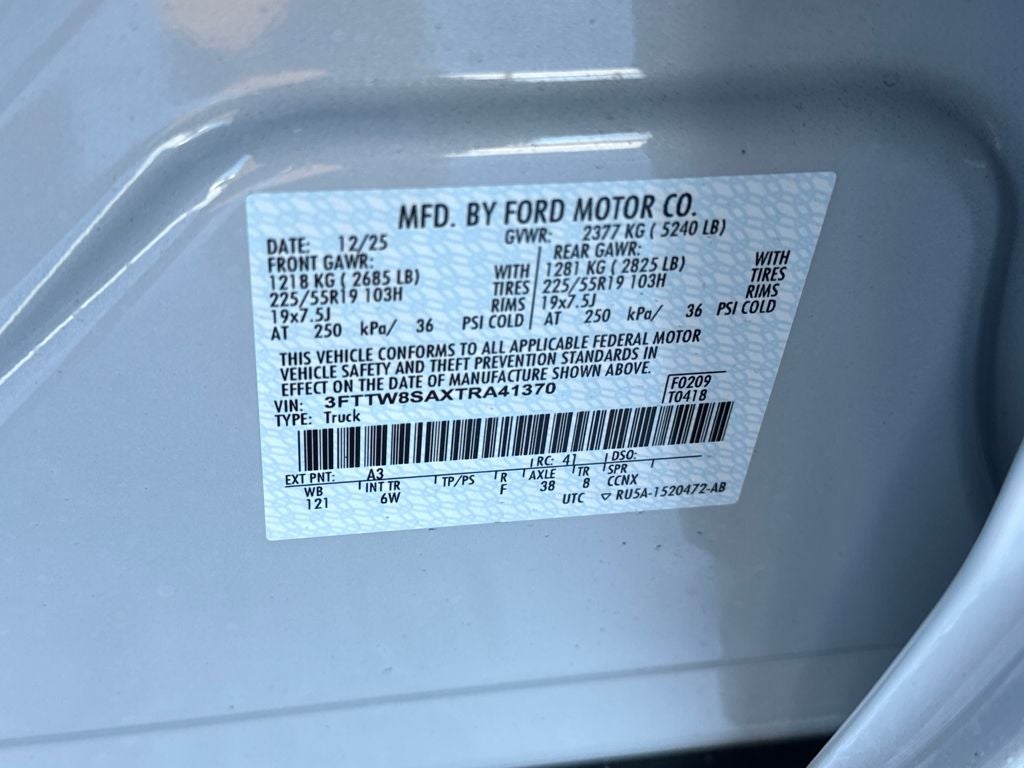 MFD. BY FORD MOTOR CO.
DATE: 12/25 GVWR: 2377 KG ( 5240 LB)
FRONT GAWR: REAR GAWR:
1218 KG ( 2685 LB) WITH 1281 KG ( 2825 LB) WITH
225/55R19 103H TIRES 225/55R19 103H TIRES
19x7.5J RIMS 19x7.5J RIMS
AT 250 kPa/ 36 PSI COLD AT 250 kPa/ 36 PSI COLD
THIS VEHICLE CONFORMS TO ALL APPLICABLE FEDERAL MOTOR
VEHICLE SAFETY AND THEFT PREVENTION STANDARDS IN
EFFECT ON THE DATE OF MANUFACTURE SHOWN ABOVE.
VIN: 3FTTW8SAXTRA41370 F0209
TYPE: Truck T0418
EXT PNT: A3 RC: 41 DSO:
WB INT TR TP/PS R AXLE TR SPR
121 6W F 38 8 CCNX
UTC ▽ RU5A-1520472-AB